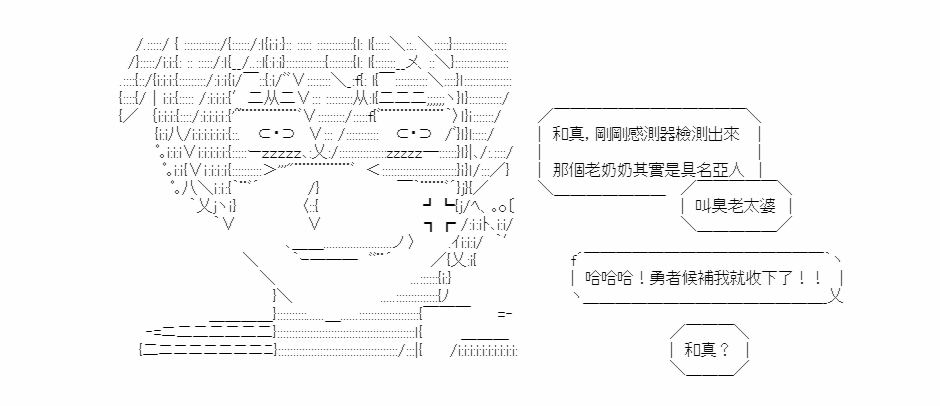 和真，剛剛感測器檢測出來
那個老奶奶其實是具名亞人
叫臭老太婆
哈哈哈！勇者候補我就收下了！！
和真？